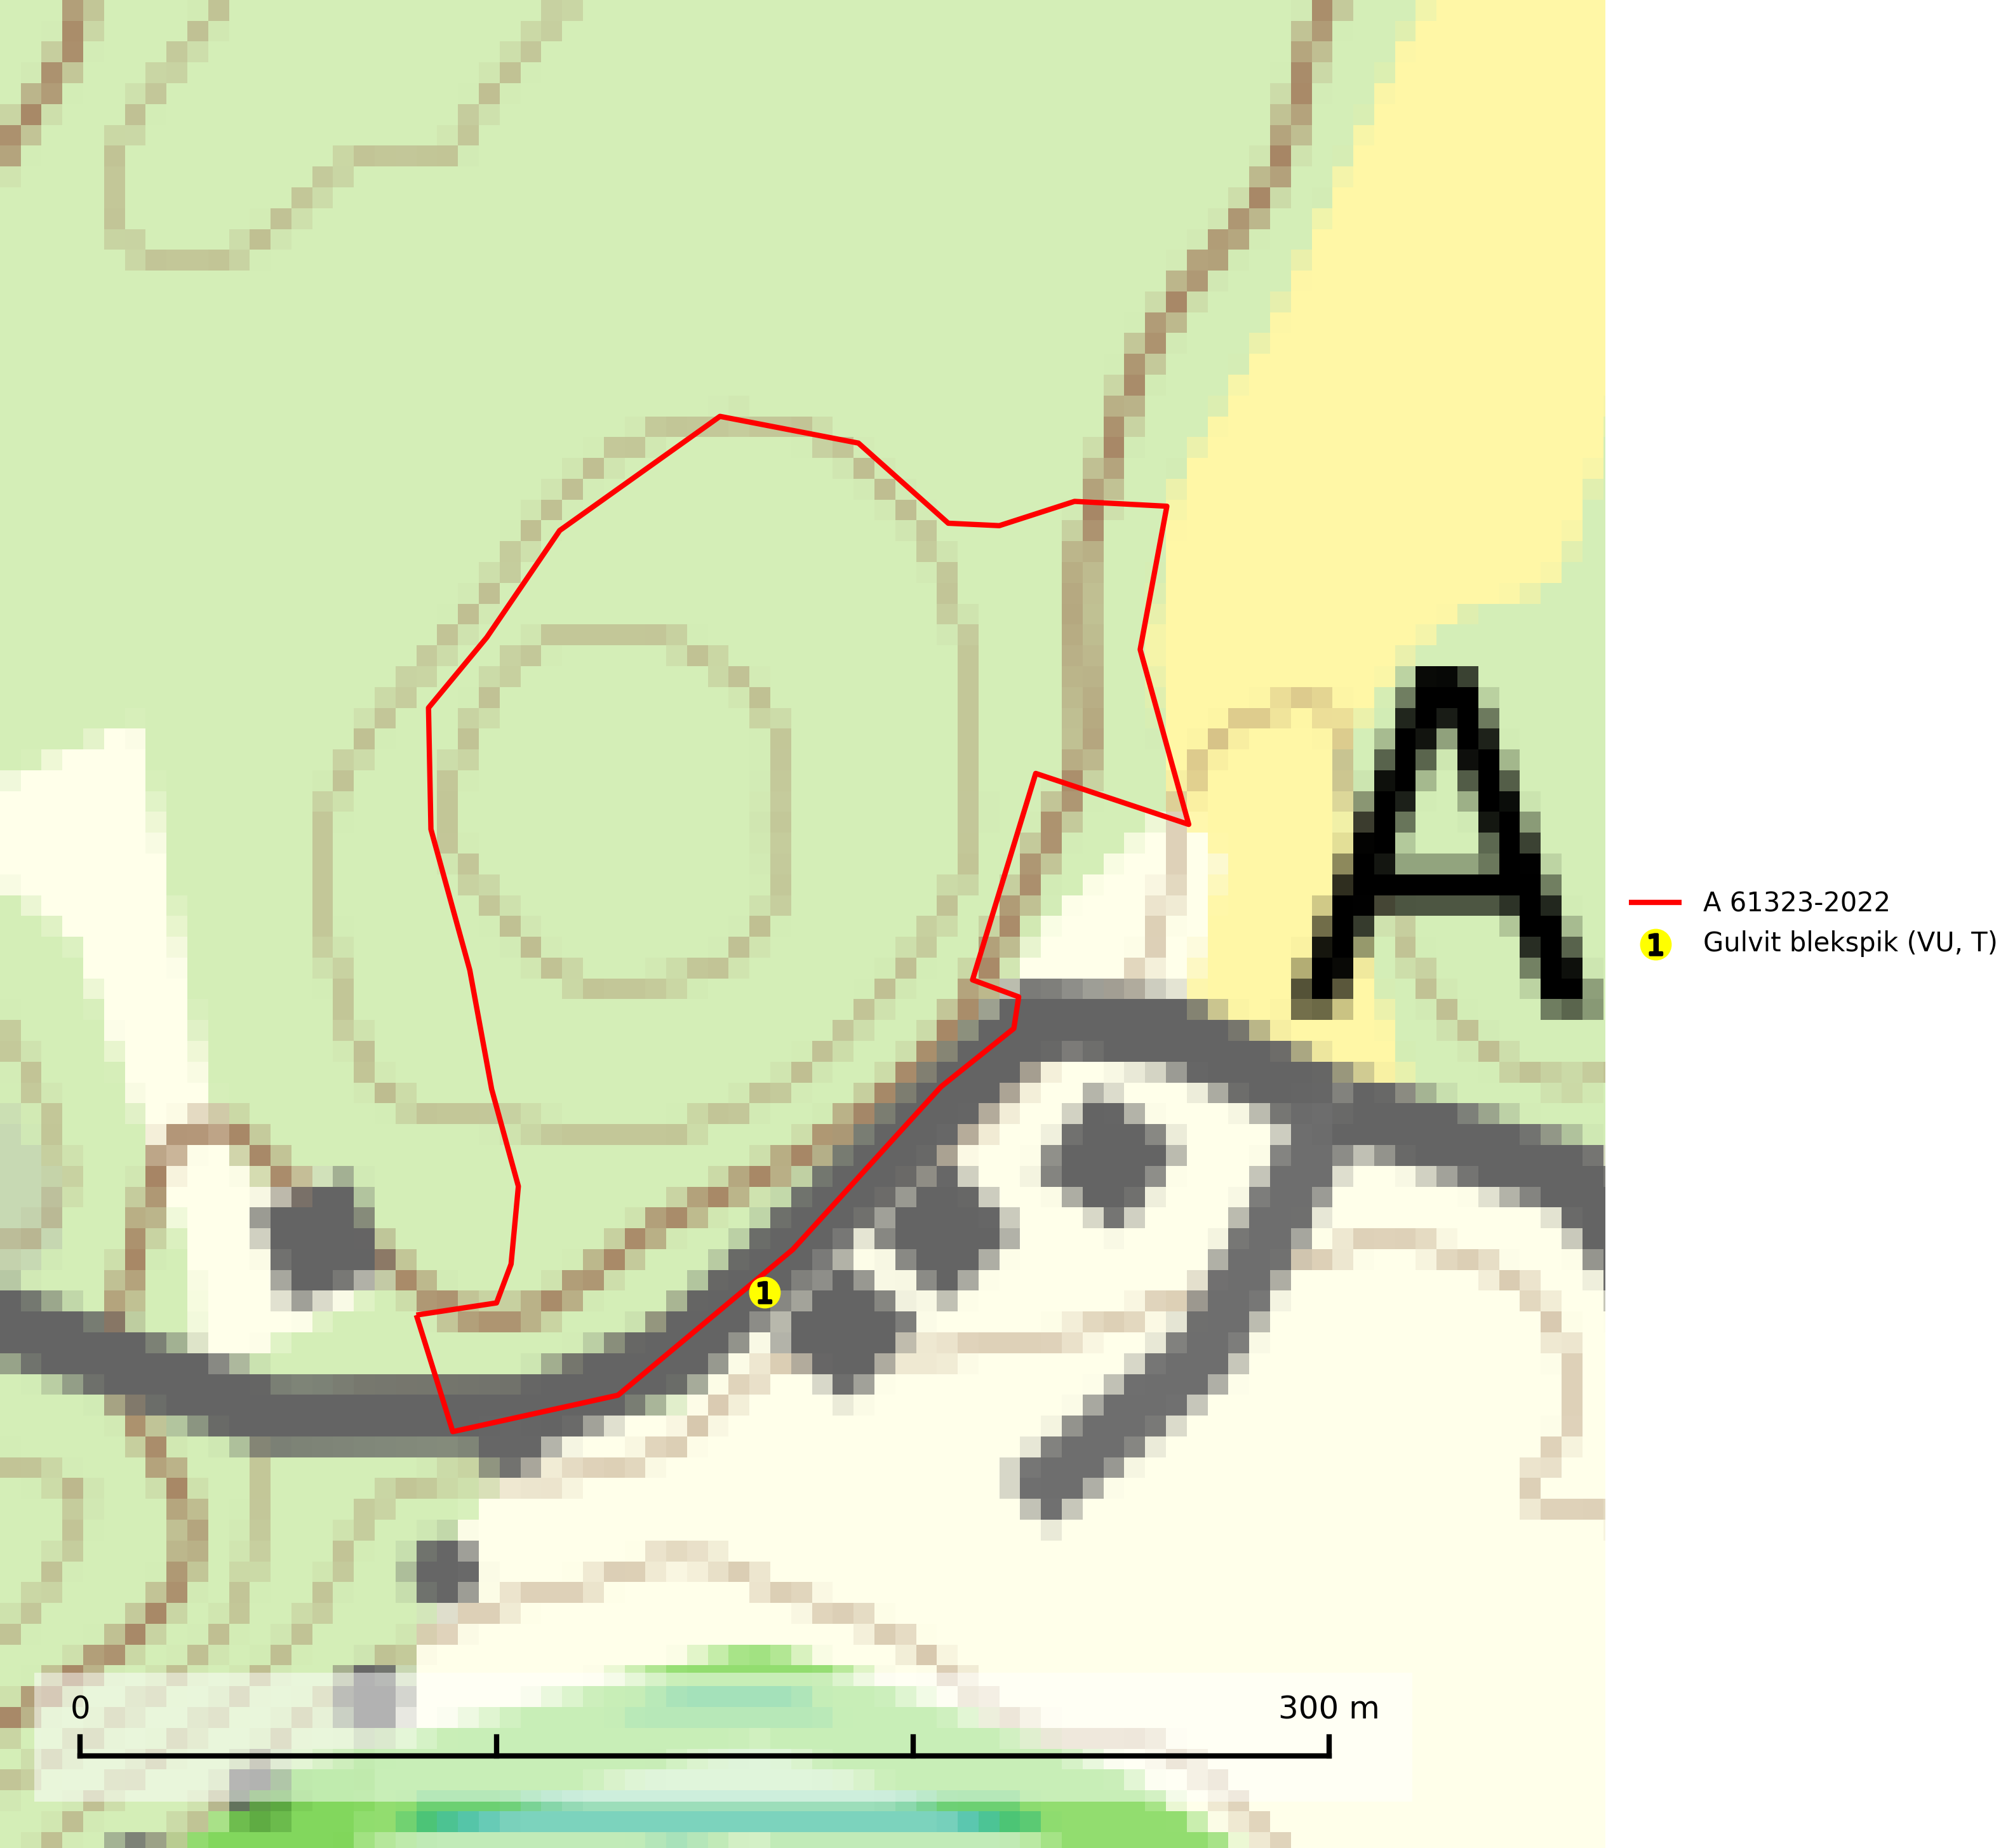 A
A 61323-2022
1 Gulvit blekspik (VU, T)
1
0 300 m